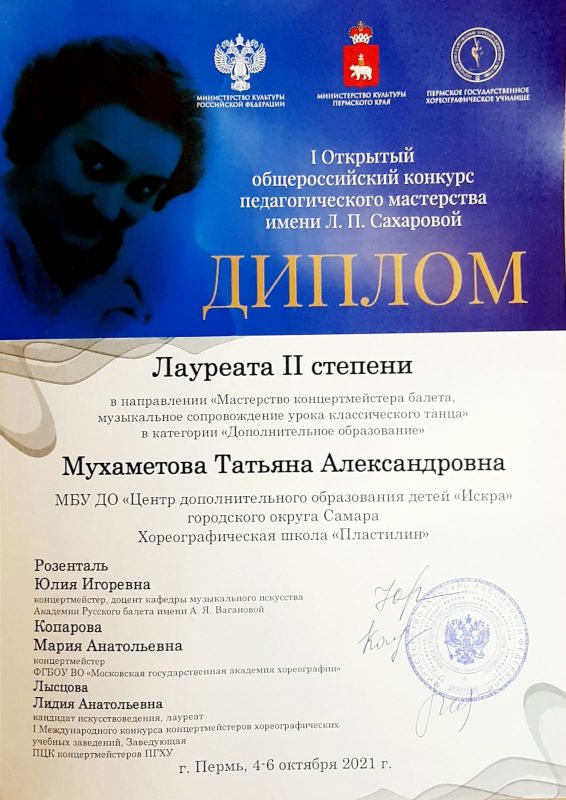 МИНИСТЕРСТВО КУЛЬТУРЫ
РОССИЙСКОЙ ФЕДЕРАЦИИ
МИНИСТЕРСТВО КУЛЬТУРЫ
ПЕРМСКОГО КРАЯ
ПЕРМСКОЕ ГОСУДАРСТВЕННОЕ
ХОРЕОГРАФИЧЕСКОЕ УЧИЛИЩЕ
I Открытый
общероссийский конкурс
педагогического мастерства
имени Л. П. Сахаровой
ДИПЛОМ
Лауреата II степени
в направлении «Мастерство концертмейстера балета,
музыкальное сопровождение урока классического танца»
в категории «Дополнительное образование»
Мухаметова Татьяна Александровна
МБУ ДО «Центр дополнительного образования детей «Искра»
городского округа Самара
Хореографическая школа «Пластилин»
Розенталь
Юлия Игоревна
концертмейстер, доцент кафедры музыкального искусства
Академии Русского балета имени А. Я. Вагановой
Копарова
Мария Анатольевна
концертмейстер
ФГБОУ ВО «Московская государственная академия хореографии»
Лысцова
Лидия Анатольевна
кандидат искусствоведения, лауреат
I Международного конкурса концертмейстеров хореографических
учебных заведений, Заведующая
ПЦК концертмейстеров ПГХУ
г. Пермь, 4-6 октября 2021 г.